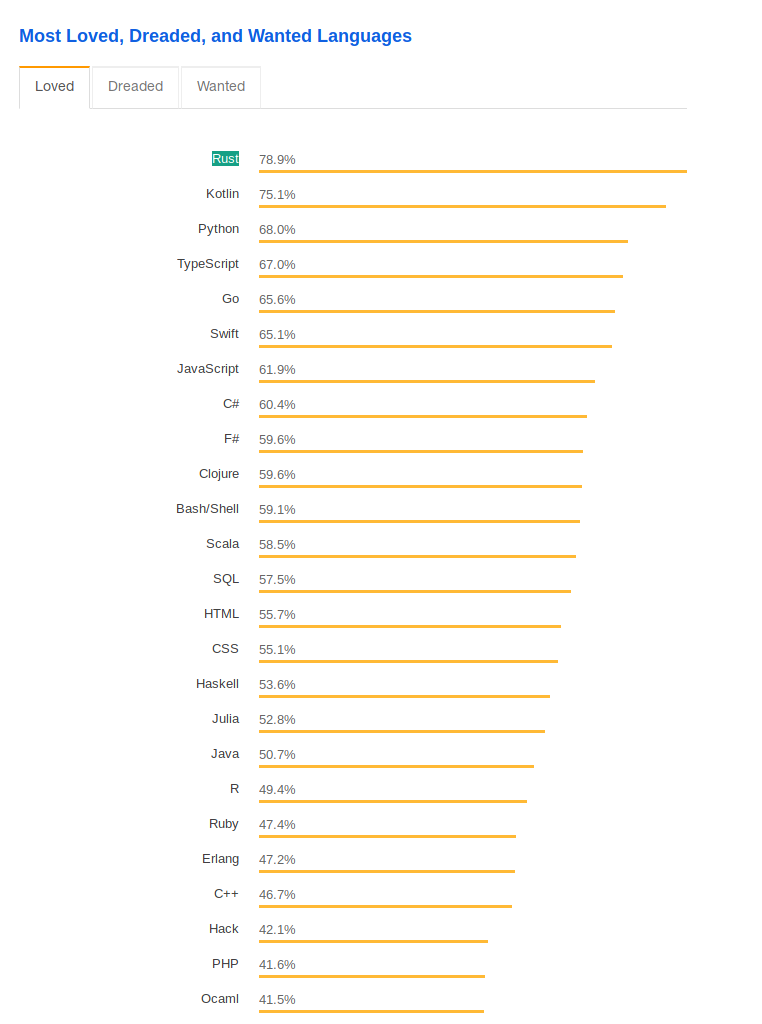 Most Loved, Dreaded, and Wanted Languages
Loved Dreaded Wanted
Rust 78.9%
Kotlin 75.1%
Python 68.0%
TypeScript 67.0%
Go 65.6%
Swift 65.1%
JavaScript 61.9%
C# 60.4%
F# 59.6%
Clojure 59.6%
Bash/Shell 59.1%
Scala 58.5%
SQL 57.5%
HTML 55.7%
CSS 55.1%
Haskell 53.6%
Julia 52.8%
Java 50.7%
R 49.4%
Ruby 47.4%
Erlang 47.2%
C++ 46.7%
Hack 42.1%
PHP 41.6%
Ocaml 41.5%